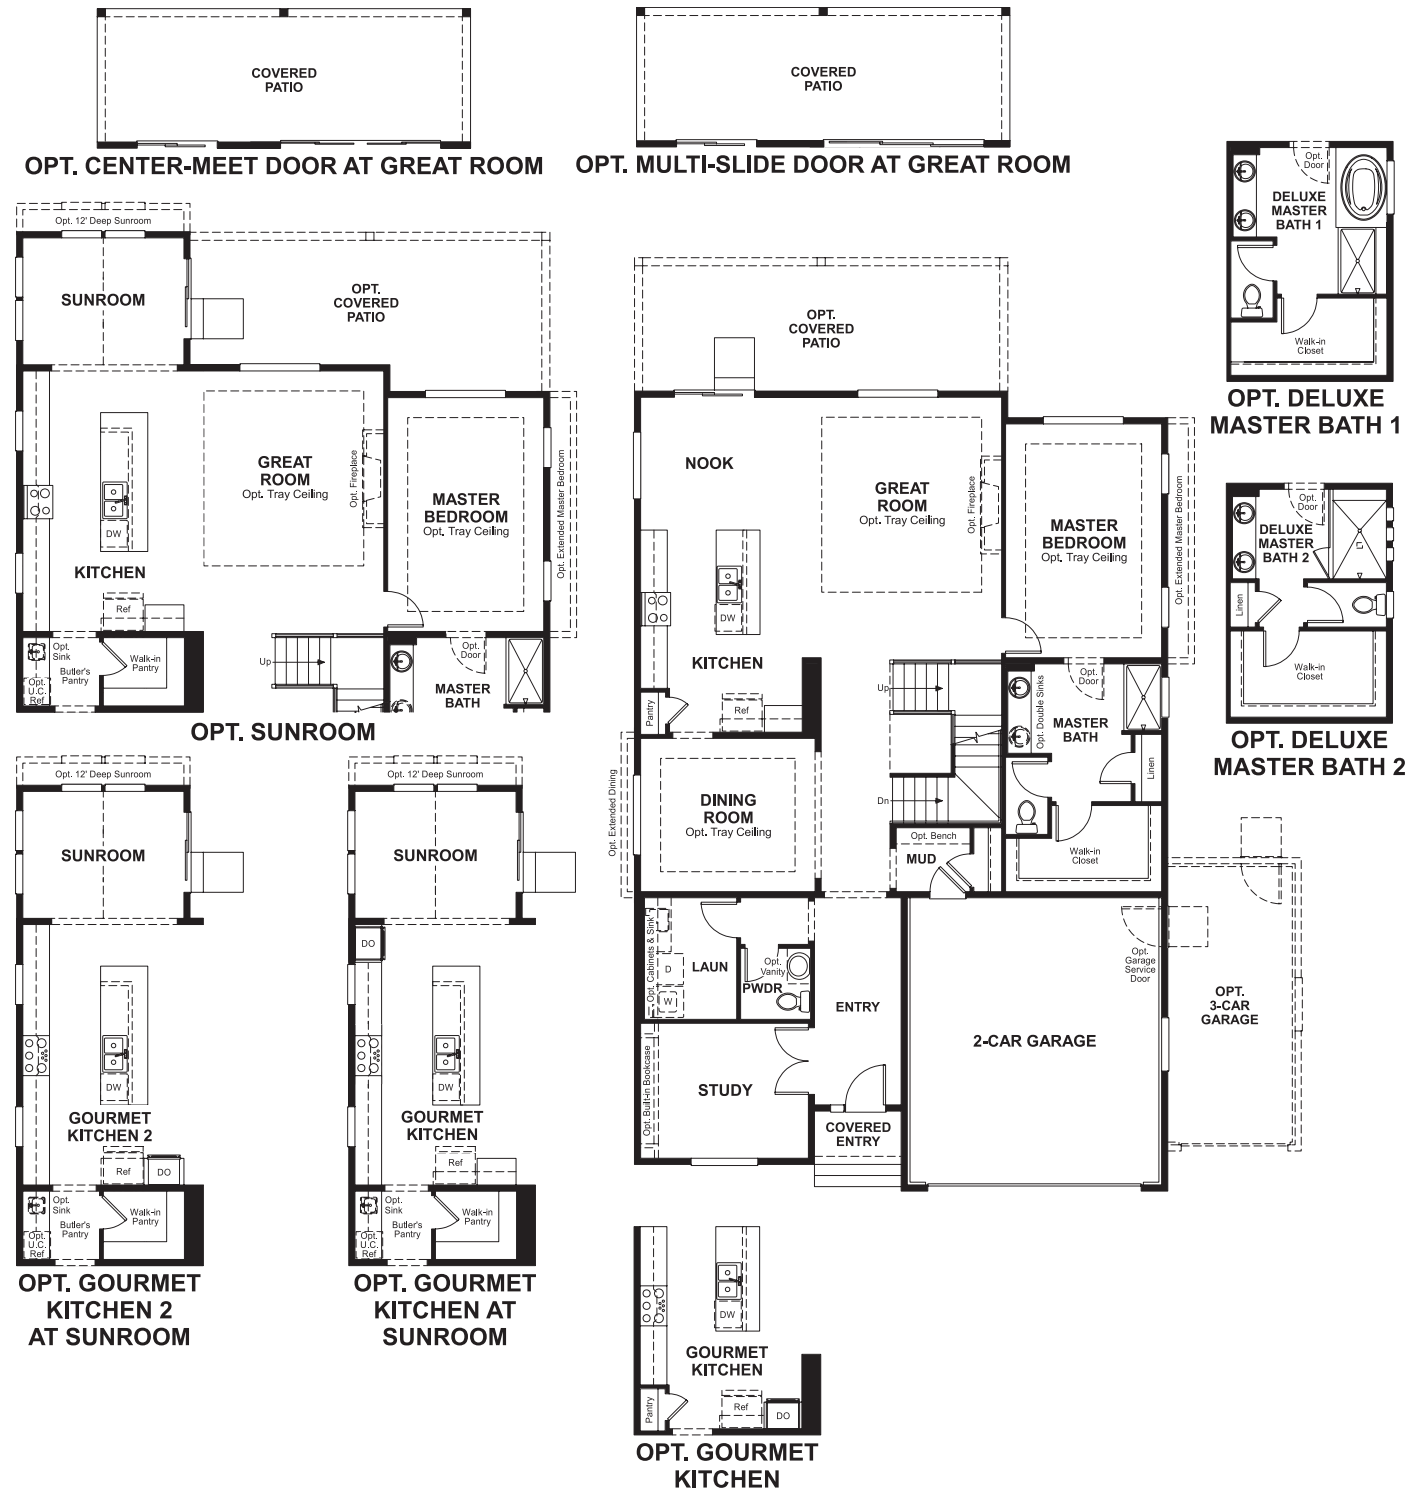 COVERED
PATIO
OPT. CENTER-MEET DOOR AT GREAT ROOM
COVERED
PATIO
OPT. MULTI-SLIDE DOOR AT GREAT ROOM
Opt.
Door
DELUXE
MASTER
BATH 1
Walk-in
Closet
OPT. DELUXE
MASTER BATH 1
Opt. 12' Deep Sunroom
SUNROOM
OPT.
COVERED
PATIO
GREAT
ROOM
Opt. Tray Ceiling
Opt. Fireplace
MASTER
BEDROOM
Opt. Tray Ceiling
Opt. Extended Master Bedroom
DW
KITCHEN
Ref
Opt.
Sink
Butler's
Pantry
Opt.
U.C.
Ref
Walk-in
Pantry
Up
Opt.
Door
MASTER
BATH
OPT. SUNROOM
OPT.
COVERED
PATIO
NOOK
GREAT
ROOM
Opt. Tray Ceiling
Opt. Fireplace
MASTER
BEDROOM
Opt. Tray Ceiling
Opt. Extended Master Bedroom
DW
KITCHEN
Pantry
Ref
Up
Dn
Opt. Double Sinks
Opt.
Door
MASTER
BATH
Linen
Walk-in
Closet
Opt. Extended Dining
DINING
ROOM
Opt. Tray Ceiling
Opt. Bench
MUD
Opt. Cabinets & Sink
D
W
LAUN
Opt.
Vanity
PWDR
ENTRY
Opt. Built-in Bookcase
STUDY
COVERED
ENTRY
2-CAR GARAGE
Opt.
Garage
Service
Door
OPT.
3-CAR
GARAGE
Opt.
Door
DELUXE
MASTER
BATH 2
Linen
Walk-in
Closet
OPT. DELUXE
MASTER BATH 2
Opt. 12' Deep Sunroom
SUNROOM
DW
GOURMET
KITCHEN 2
Ref
DO
Opt.
Sink
Butler's
Pantry
Opt.
U.C.
Ref
Walk-in
Pantry
OPT. GOURMET
KITCHEN 2
AT SUNROOM
Opt. 12' Deep Sunroom
SUNROOM
DO
DW
GOURMET
KITCHEN
Ref
Opt.
Sink
Butler's
Pantry
Opt.
U.C.
Ref
Walk-in
Pantry
OPT. GOURMET
KITCHEN AT
SUNROOM
DW
GOURMET
KITCHEN
Pantry
Ref
DO
OPT. GOURMET
KITCHEN